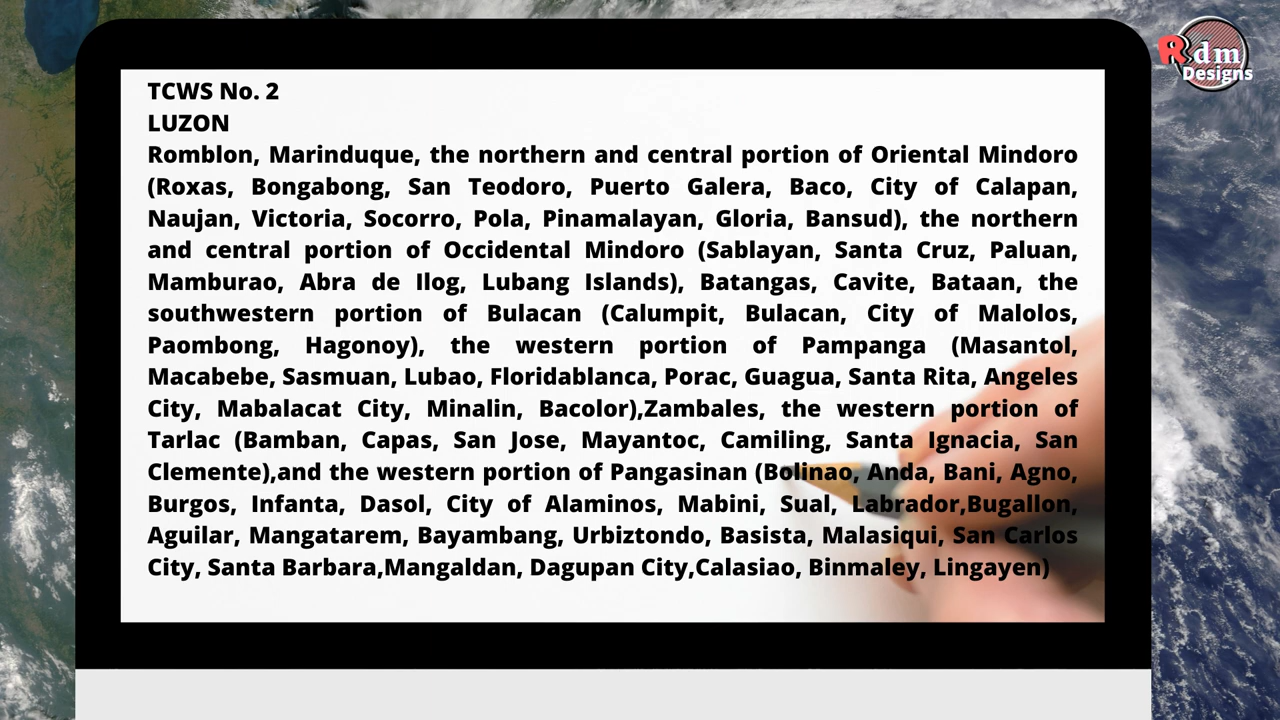 TCWS No. 2
LUZON
Romblon, Marinduque, the northern and central portion of Oriental Mindoro
(Roxas, Bongabong, San Teodoro, Puerto Galera, Baco, City of Calapan,
Naujan, Victoria, Socorro, Pola, Pinamalayan, Gloria, Bansud), the northern
and central portion of Occidental Mindoro (Sablayan, Santa Cruz, Paluan,
Mamburao, Abra de Ilog, Lubang Islands), Batangas, Cavite, Bataan, the
southwestern portion of Bulacan (Calumpit, Bulacan, City of Malolos,
Paombong, Hagonoy), the western portion of Pampanga (Masantol,
Macabebe, Sasmuan, Lubao, Floridablanca, Porac, Guagua, Santa Rita, Angeles
City, Mabalacat City, Minalin, Bacolor),Zambales, the western portion of
Tarlac (Bamban, Capas, San Jose, Mayantoc, Camiling, Santa Ignacia, San
Clemente),and the western portion of Pangasinan (Bolinao, Anda, Bani, Agno,
Burgos, Infanta, Dasol, City of Alaminos, Mabini, Sual, Labrador,Bugallon,
Aguilar, Mangatarem, Bayambang, Urbiztondo, Basista, Malasiqui, San Carlos
City, Santa Barbara,Mangaldan, Dagupan City,Calasiao, Binmaley, Lingayen)
Rdm
Designs